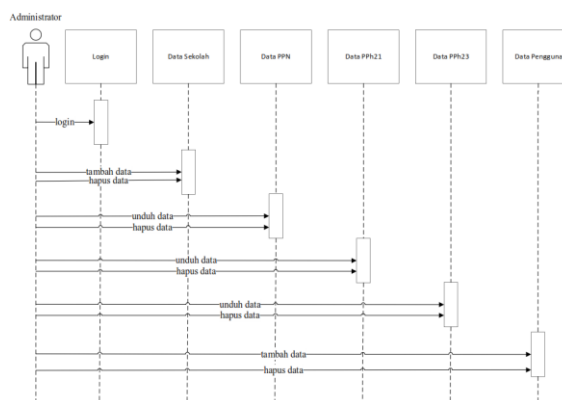 Administrator
Login
Data Sekolah
Data PPN
Data PPh21
Data PPh23
Data Pengguna
login
tambah data
hapus data
unduh data
hapus data
unduh data
hapus data
unduh data
hapus data
tambah data
hapus data